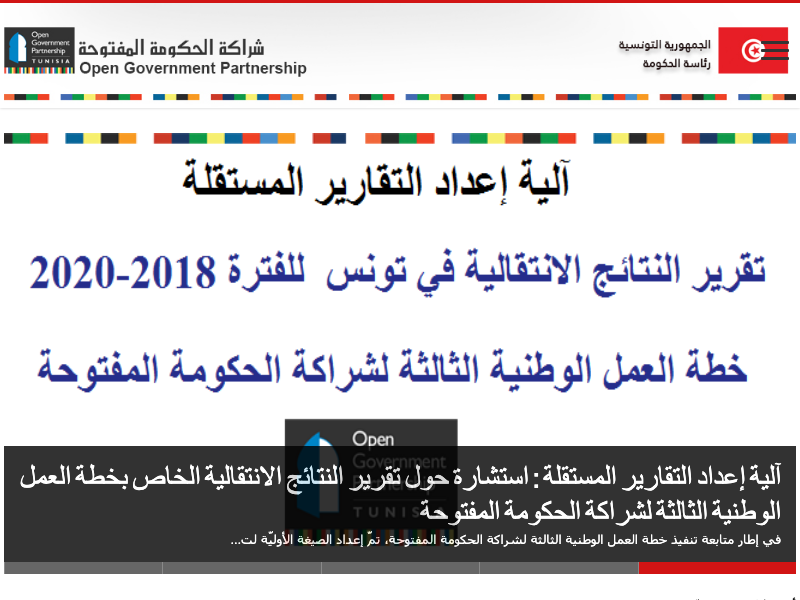 الجمهورية التونسية
رئاسة الحكومة
Open
Government
Partnership
TUNISIA
شراكة الحكومة المفتوحة
Open Government Partnership
آلية إعداد التقارير المستقلة
تقرير النتائج الانتقالية في تونس للفترة 2018-2020
خطة العمل الوطنية الثالثة لشراكة الحكومة المفتوحة
Open
Government
Partnership
TUNISIA
آلية إعداد التقارير المستقلة : استشارة حول تقرير النتائج الانتقالية الخاص بخطة العمل
الوطنية الثالثة لشراكة الحكومة المفتوحة
في إطار متابعة تنفيذ خطة العمل الوطنية الثالثة لشراكة الحكومة المفتوحة، تمّ إعداد الصيغة الأوليّة لت...